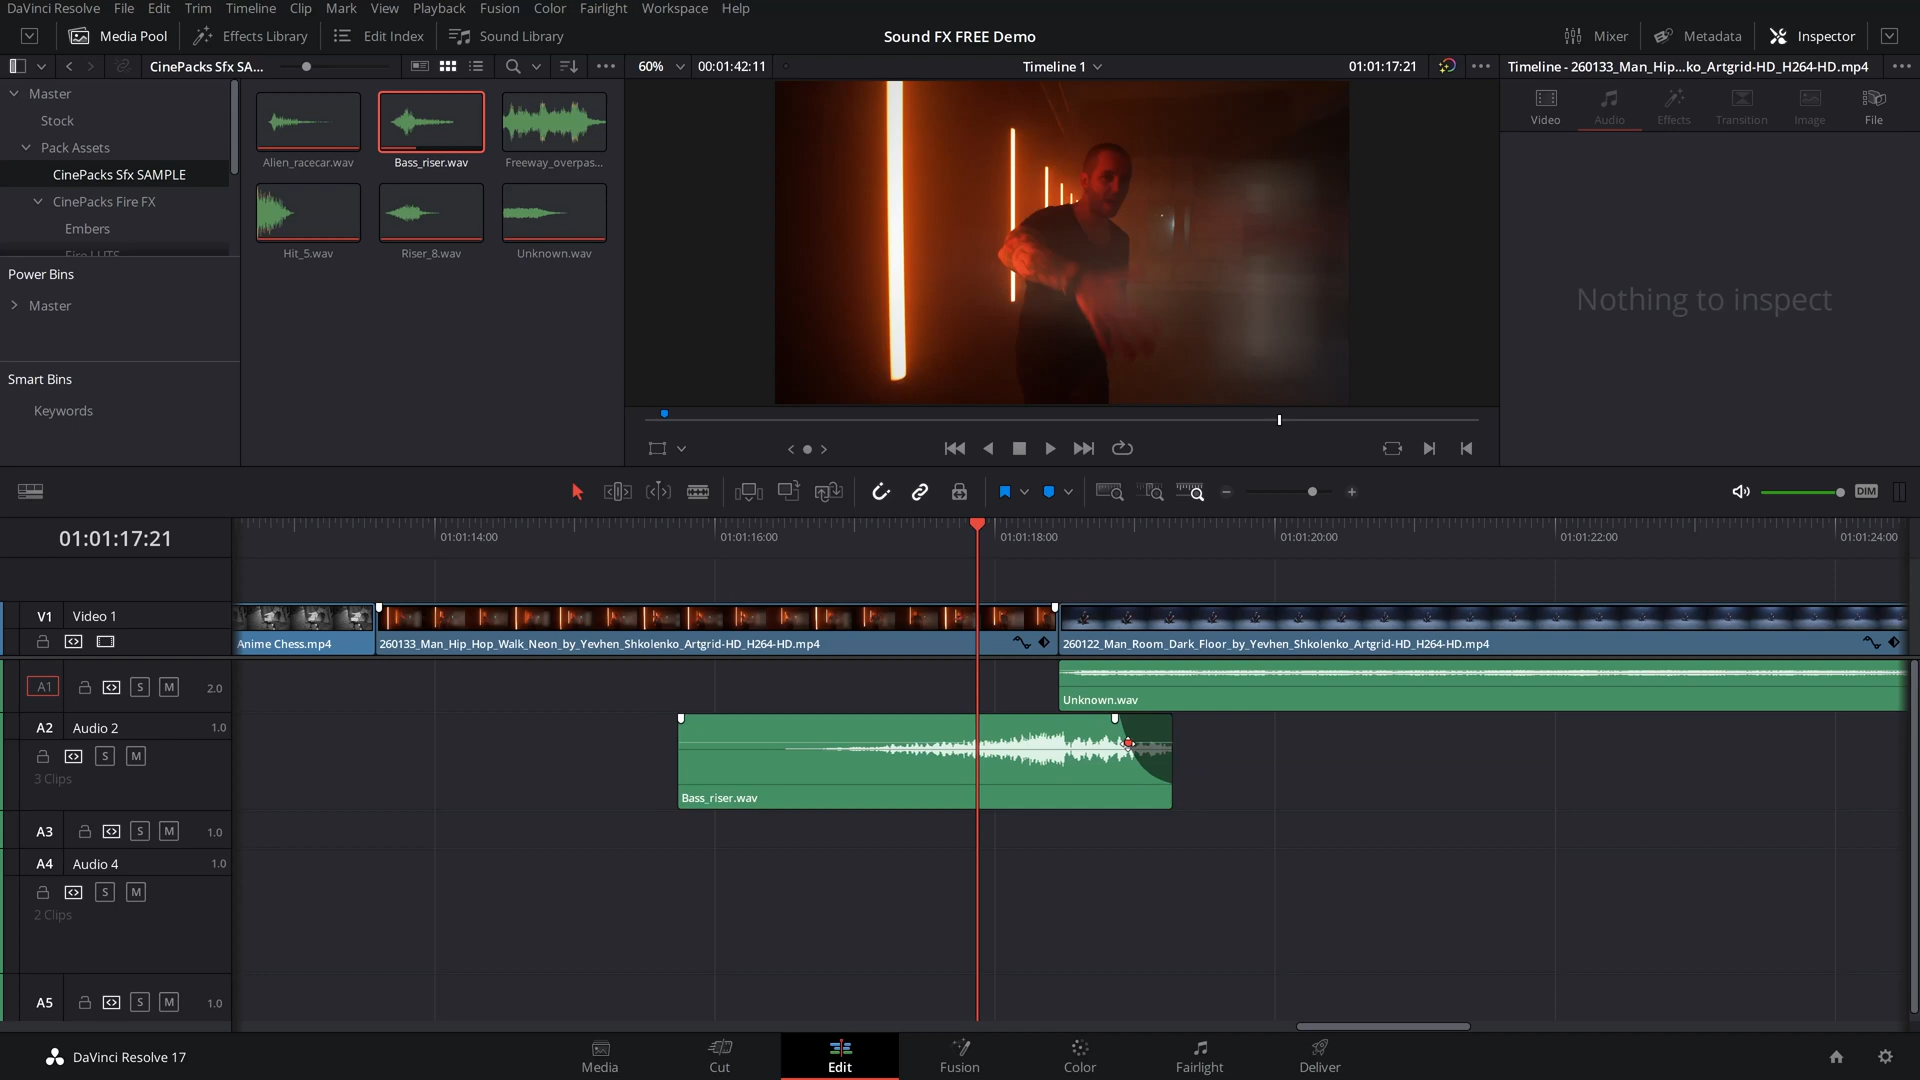 DaVinci Resolve File Edit Trim Timeline Clip Mark View Playback Fusion Color Fairlight Workspace Help
Media Pool Effects Library Edit Index Sound Library Sound FX FREE Demo Mixer Metadata Inspector
CinePacks Sfx SA... 60% 00:01:42:11 Timeline 1 01:01:17:21 Timeline - 260133_Man_Hip...ko_Artgrid-HD_H264-HD.mp4
Master
Stock
Pack Assets
CinePacks Sfx SAMPLE
CinePacks Fire FX
Embers
Fire LUTS
Power Bins
Master
Smart Bins
Keywords
Alien_racecar.wav Bass_riser.wav Freeway_overpas...
Hit_5.wav Riser_8.wav Unknown.wav
Video Audio Effects Transition Image File
Nothing to inspect
DIM
01:01:17:21
01:01:14:00 01:01:16:00 01:01:18:00 01:01:20:00 01:01:22:00 01:01:24:00
V1 Video 1
Anime Chess.mp4 260133_Man_Hip_Hop_Walk_Neon_by_Yevhen_Shkolenko_Artgrid-HD_H264-HD.mp4 260122_Man_Room_Dark_Floor_by_Yevhen_Shkolenko_Artgrid-HD_H264-HD.mp4
A1 S M 2.0
Unknown.wav
A2 Audio 2 1.0
S M
3 Clips
Bass_riser.wav
A3 S M 1.0
A4 Audio 4 1.0
S M
2 Clips
A5 S M 1.0
DaVinci Resolve 17 Media Cut Edit Fusion Color Fairlight Deliver